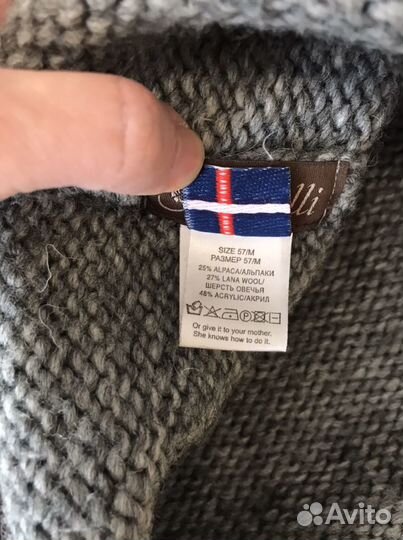 lli
SIZE 57/M
РАЗМЕР 57/М
25% ALPACA/АЛЬПАКИ
27% LANA WOOL/
ШЕРСТЬ ОВЕЧЬЯ
48% ACRYLIC/АКРИЛ
Or give it to your mother.
She knows how to do it.
Avito